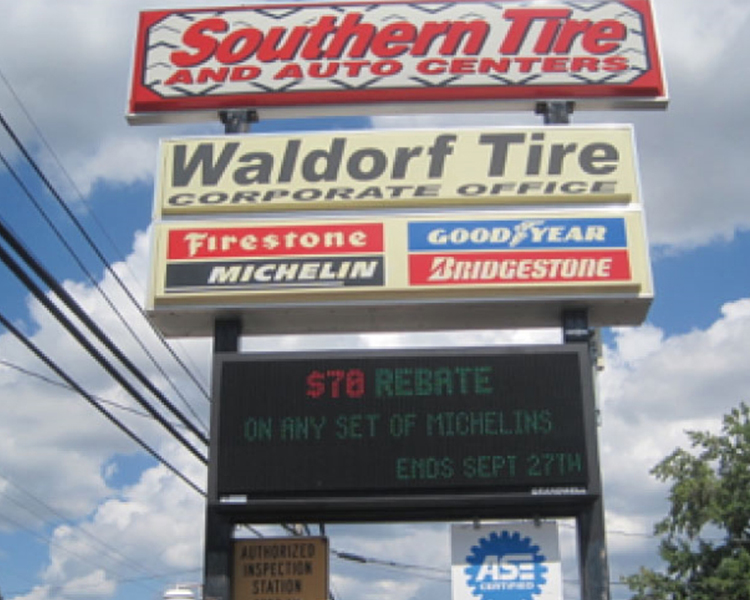 Southern Tire
AND AUTO CENTERS
Waldorf Tire
CORPORATE OFFICE
Firestone
GOODYEAR
MICHELIN
BRIDGESTONE
$70 REBATE
ON ANY SET OF MICHELINS
ENDS SEPT 27TH
AUTHORIZED
INSPECTION
STATION
ASE
CERTIFIED